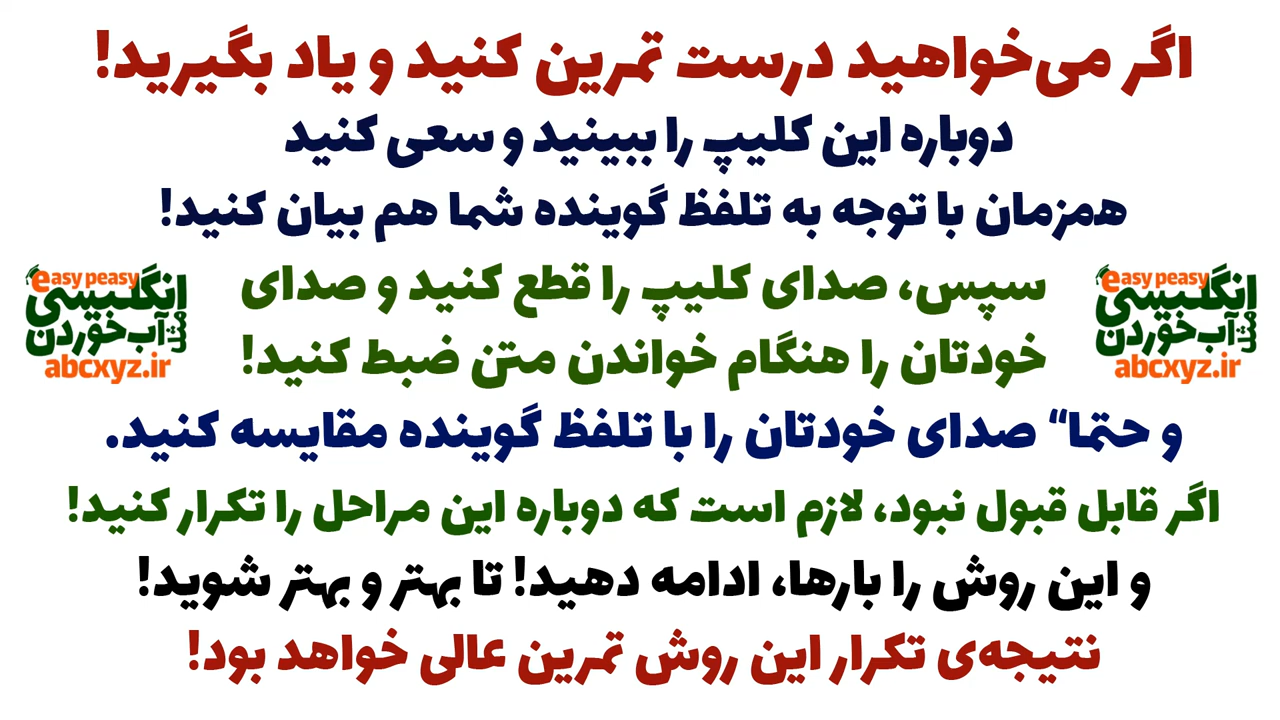 اگر می‌خواهید درست تمرین کنید و یاد بگیرید!
دوباره این کلیپ را ببینید و سعی کنید
همزمان با توجه به تلفظ گوینده شما هم بیان کنید!
سپس، صدای کلیپ را قطع کنید و صدای
خودتان را هنگام خواندن متن ضبط کنید!
و حتما“ صدای خودتان را با تلفظ گوینده مقایسه کنید.
اگر قابل قبول نبود، لازم است که دوباره این مراحل را تکرار کنید!
و این روش را بارها، ادامه دهید! تا بهتر و بهتر شوید!
نتیجه‌ی تکرار این روش تمرین عالی خواهد بود!
easy peasy
انگلیسی
مثل آب خوردن
abcxyz.ir
easy peasy
انگلیسی
مثل آب خوردن
abcxyz.ir